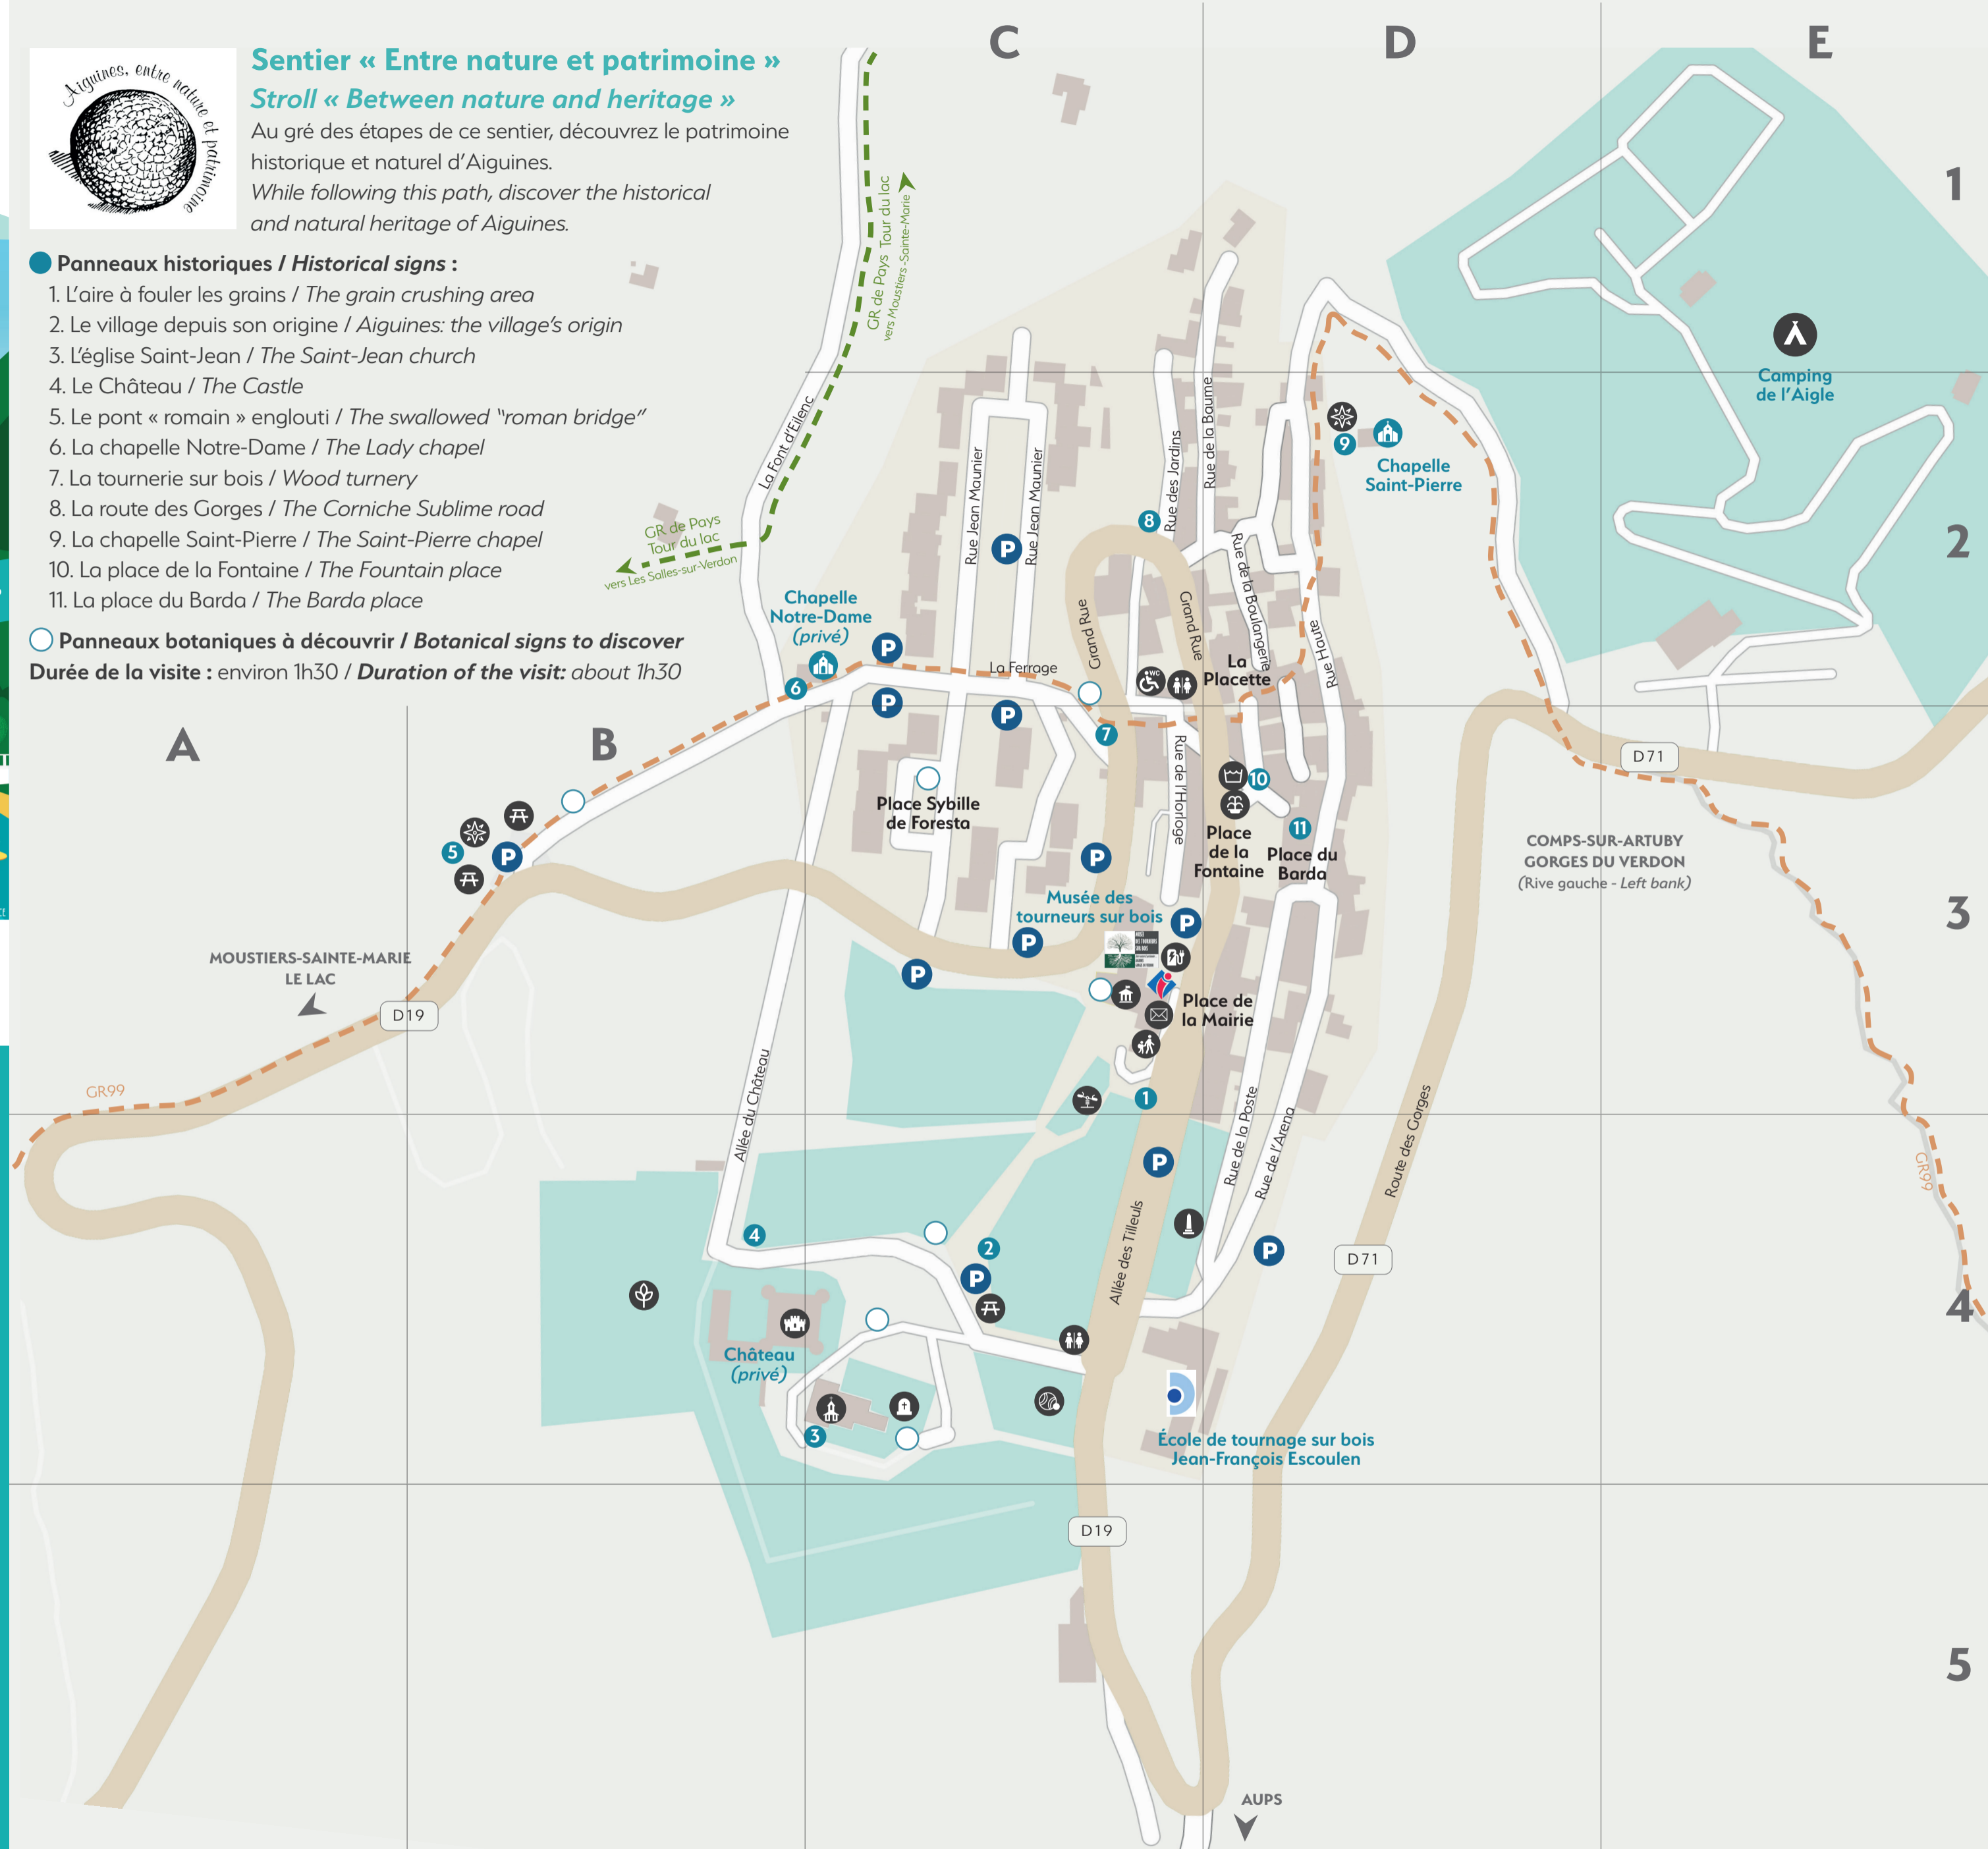 Aiguines, entre nature et patrimoine
Sentier « Entre nature et patrimoine »
Stroll « Between nature and heritage »
Au gré des étapes de ce sentier, découvrez le patrimoine
historique et naturel d'Aiguines.
While following this path, discover the historical
and natural heritage of Aiguines.
Panneaux historiques / Historical signs :
1. L'aire à fouler les grains / The grain crushing area
2. Le village depuis son origine / Aiguines: the village's origin
3. L'église Saint-Jean / The Saint-Jean church
4. Le Château / The Castle
5. Le pont « romain » englouti / The swallowed "roman bridge"
6. La chapelle Notre-Dame / The Lady chapel
7. La tournerie sur bois / Wood turnery
8. La route des Gorges / The Corniche Sublime road
9. La chapelle Saint-Pierre / The Saint-Pierre chapel
10. La place de la Fontaine / The Fountain place
11. La place du Barda / The Barda place
Panneaux botaniques à découvrir / Botanical signs to discover
Durée de la visite : environ 1h30 / Duration of the visit: about 1h30
C
D
E
1
GR de Pays Tour du lac
vers Moustiers-Sainte-Marie
Camping
de l'Aigle
La Font d'Eilenc
Rue Jean Maunier
Rue Jean Maunier
Rue des Jardins
Rue de la Baume
9
Chapelle
Saint-Pierre
8
P
2
GR de Pays
Tour du lac
vers Les Salles-sur-Verdon
Chapelle
Notre-Dame
(privé)
P
6
La Ferrage
Grand Rue
Grand Rue
Rue de la Boulangerie
Rue Haute
WC
La
Placette
P
P
7
A
B
D71
Rue de l'Horloge
10
Place Sybille
de Foresta
Place
de la
Fontaine
11
Place du
Barda
5
P
P
COMPS-SUR-ARTUBY
GORGES DU VERDON
(Rive gauche - Left bank)
3
Musée des
tourneurs sur bois
P
P
P
MOUSTIERS-SAINTE-MARIE
LE LAC
D19
Place de
la Mairie
GR99
1
Allée du Château
Rue de la Poste
Rue de l'Arena
Route des Gorges
GR99
P
4
2
P
Allée des Tilleuls
P
D71
4
Château
(privé)
3
École de tournage sur bois
Jean-François Escoulen
D19
5
AUPS